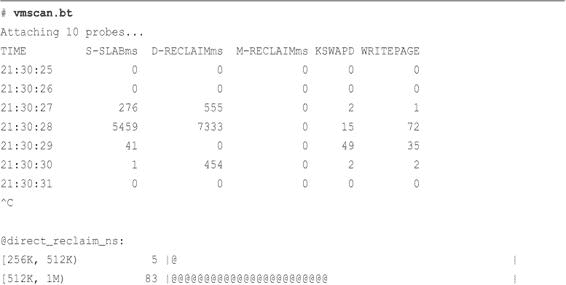 # vmscan.bt
Attaching 10 probes...
TIME         S-SLABms  D-RECLAIMms  M-RECLAIMms KSWAPD WRITEPAGE
21:30:25            0            0            0      0         0
21:30:26            0            0            0      0         0
21:30:27          276          555            0      2         1
21:30:28         5459         7333            0     15        72
21:30:29           41            0            0     49        35
21:30:30            1          454            0      2         2
21:30:31            0            0            0      0         0
^C
@direct_reclaim_ns:
[256K, 512K)           5 |@                                                   |
[512K, 1M)            83 |@@@@@@@@@@@@@@@@@@@@@@@@                            |